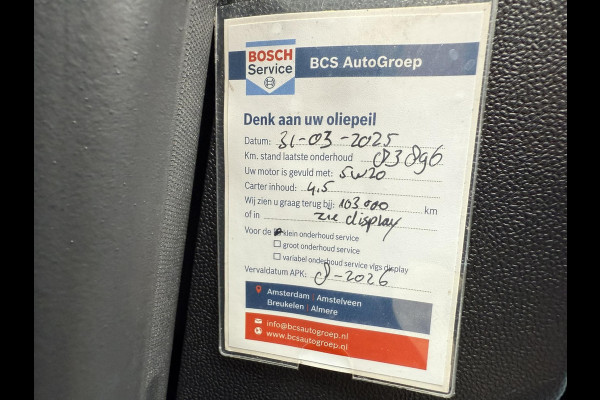 BOSCH
Service
BCS AutoGroep
Denk aan uw oliepeil
Datum: 31-03-2025
Km. stand laatste onderhoud 83896
Uw motor is gevuld met: 5W20
Carter inhoud: 4,5
Wij zien u graag terug bij: 103.000 km
of in zie display
Voor de klein onderhoud service
groot onderhoud service
variabel onderhoud service vlgs display
Vervaldatum APK: 8-2026
Amsterdam | Amstelveen
Breukelen | Almere
info@bcsautogroep.nl
www.bcsautogroep.nl